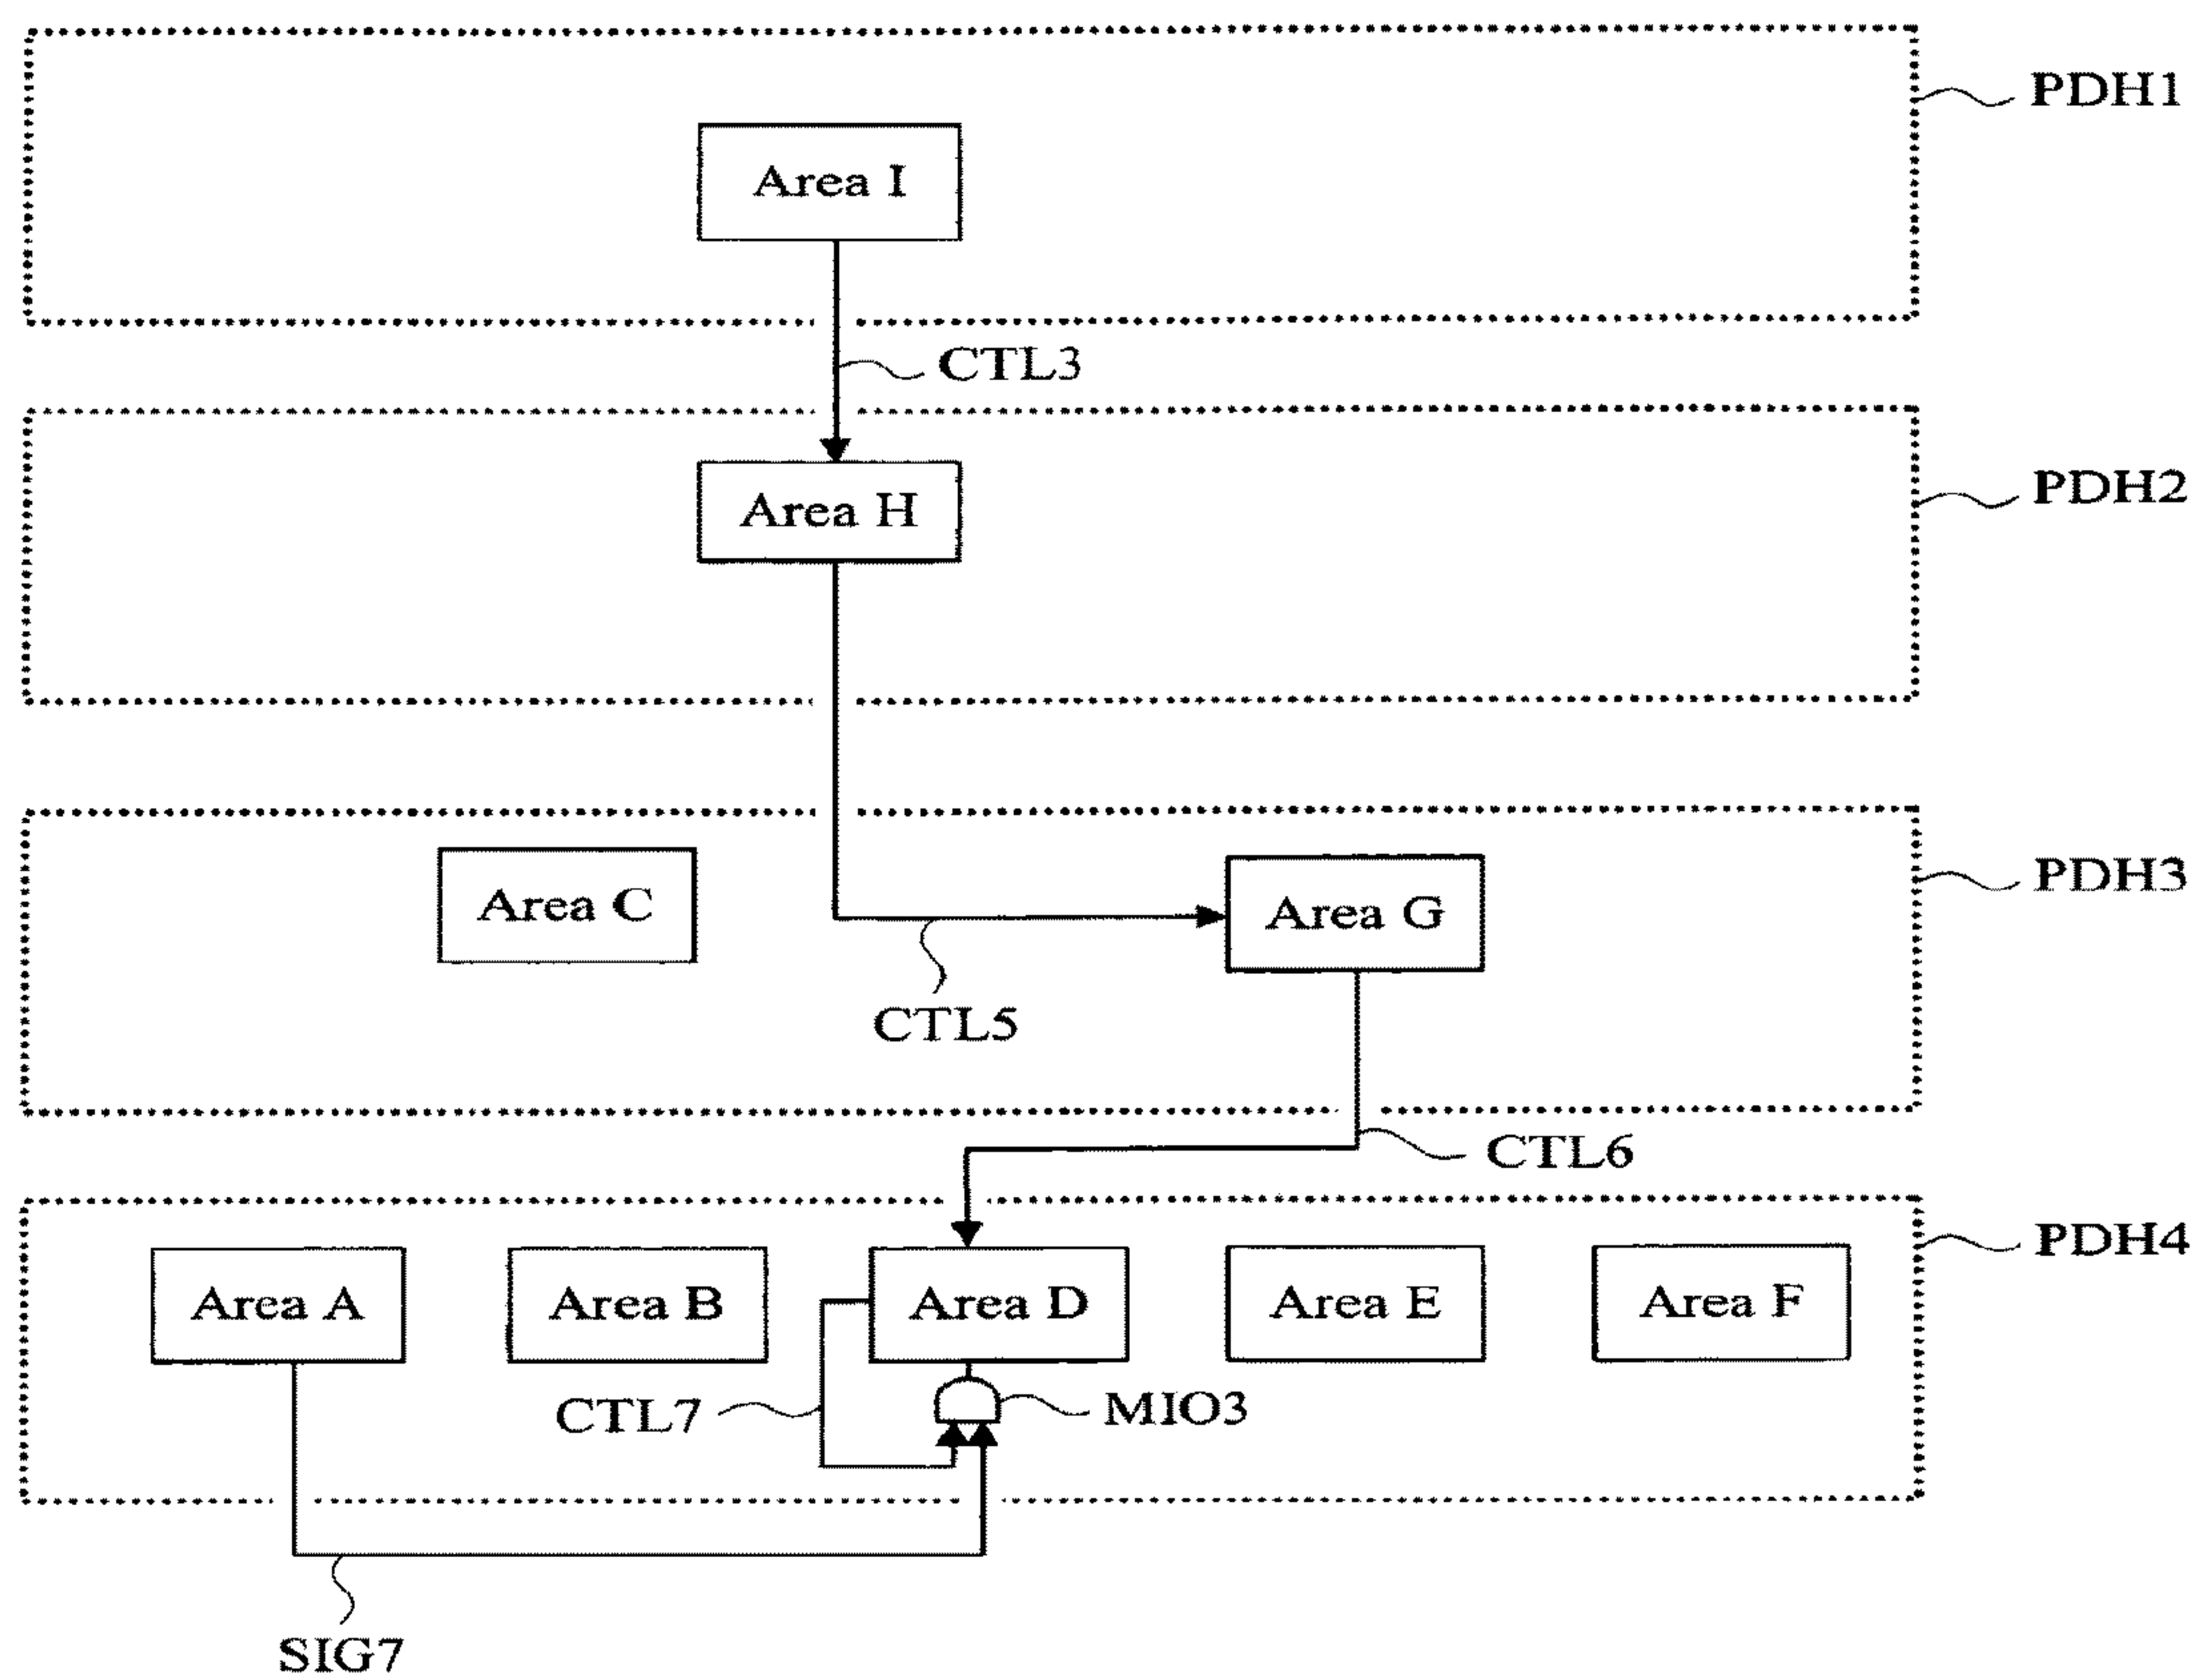 PDH1
Area I
CTL3
PDH2
Area H
PDH3
Area C
Area G
CTL5
CTL6
PDH4
Area A
Area B
Area D
Area E
Area F
CTL7
MIO3
SIG7